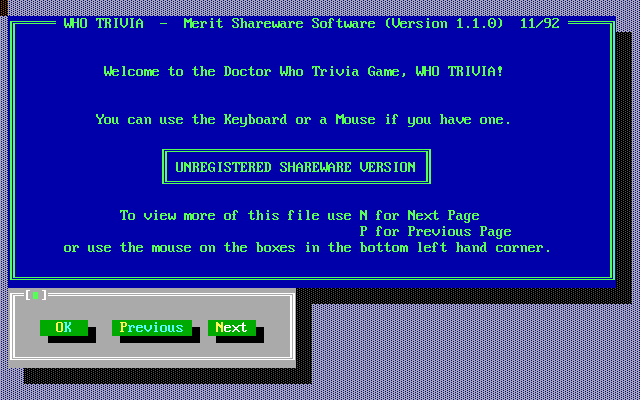 WHO TRIVIA - Merit Shareware Software (Version 1.1.0) 11/92
Welcome to the Doctor Who Trivia Game, WHO TRIVIA!
You can use the Keyboard or a Mouse if you have one.
UNREGISTERED SHAREWARE VERSION
To view more of this file use N for Next Page
P for Previous Page
or use the mouse on the boxes in the bottom left hand corner.
OK Previous Next